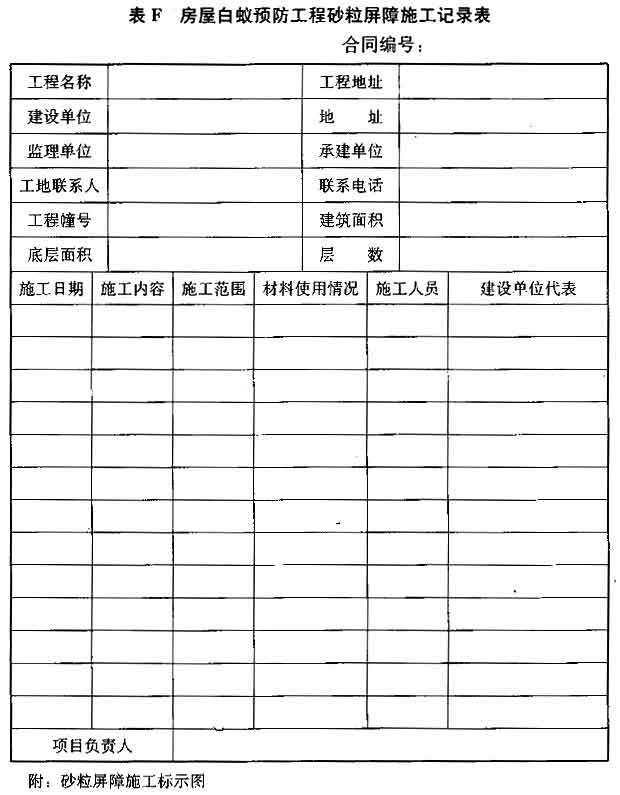 表 F 房屋白蚁预防工程砂粒屏障施工记录表
合同编号：
工程名称 工程地址
建设单位 地 址
监理单位 承建单位
工地联系人 联系电话
工程幢号 建筑面积
底层面积 层 数
施工日期 施工内容 施工范围 材料使用情况 施工人员 建设单位代表
项目负责人
附：砂粒屏障施工标示图